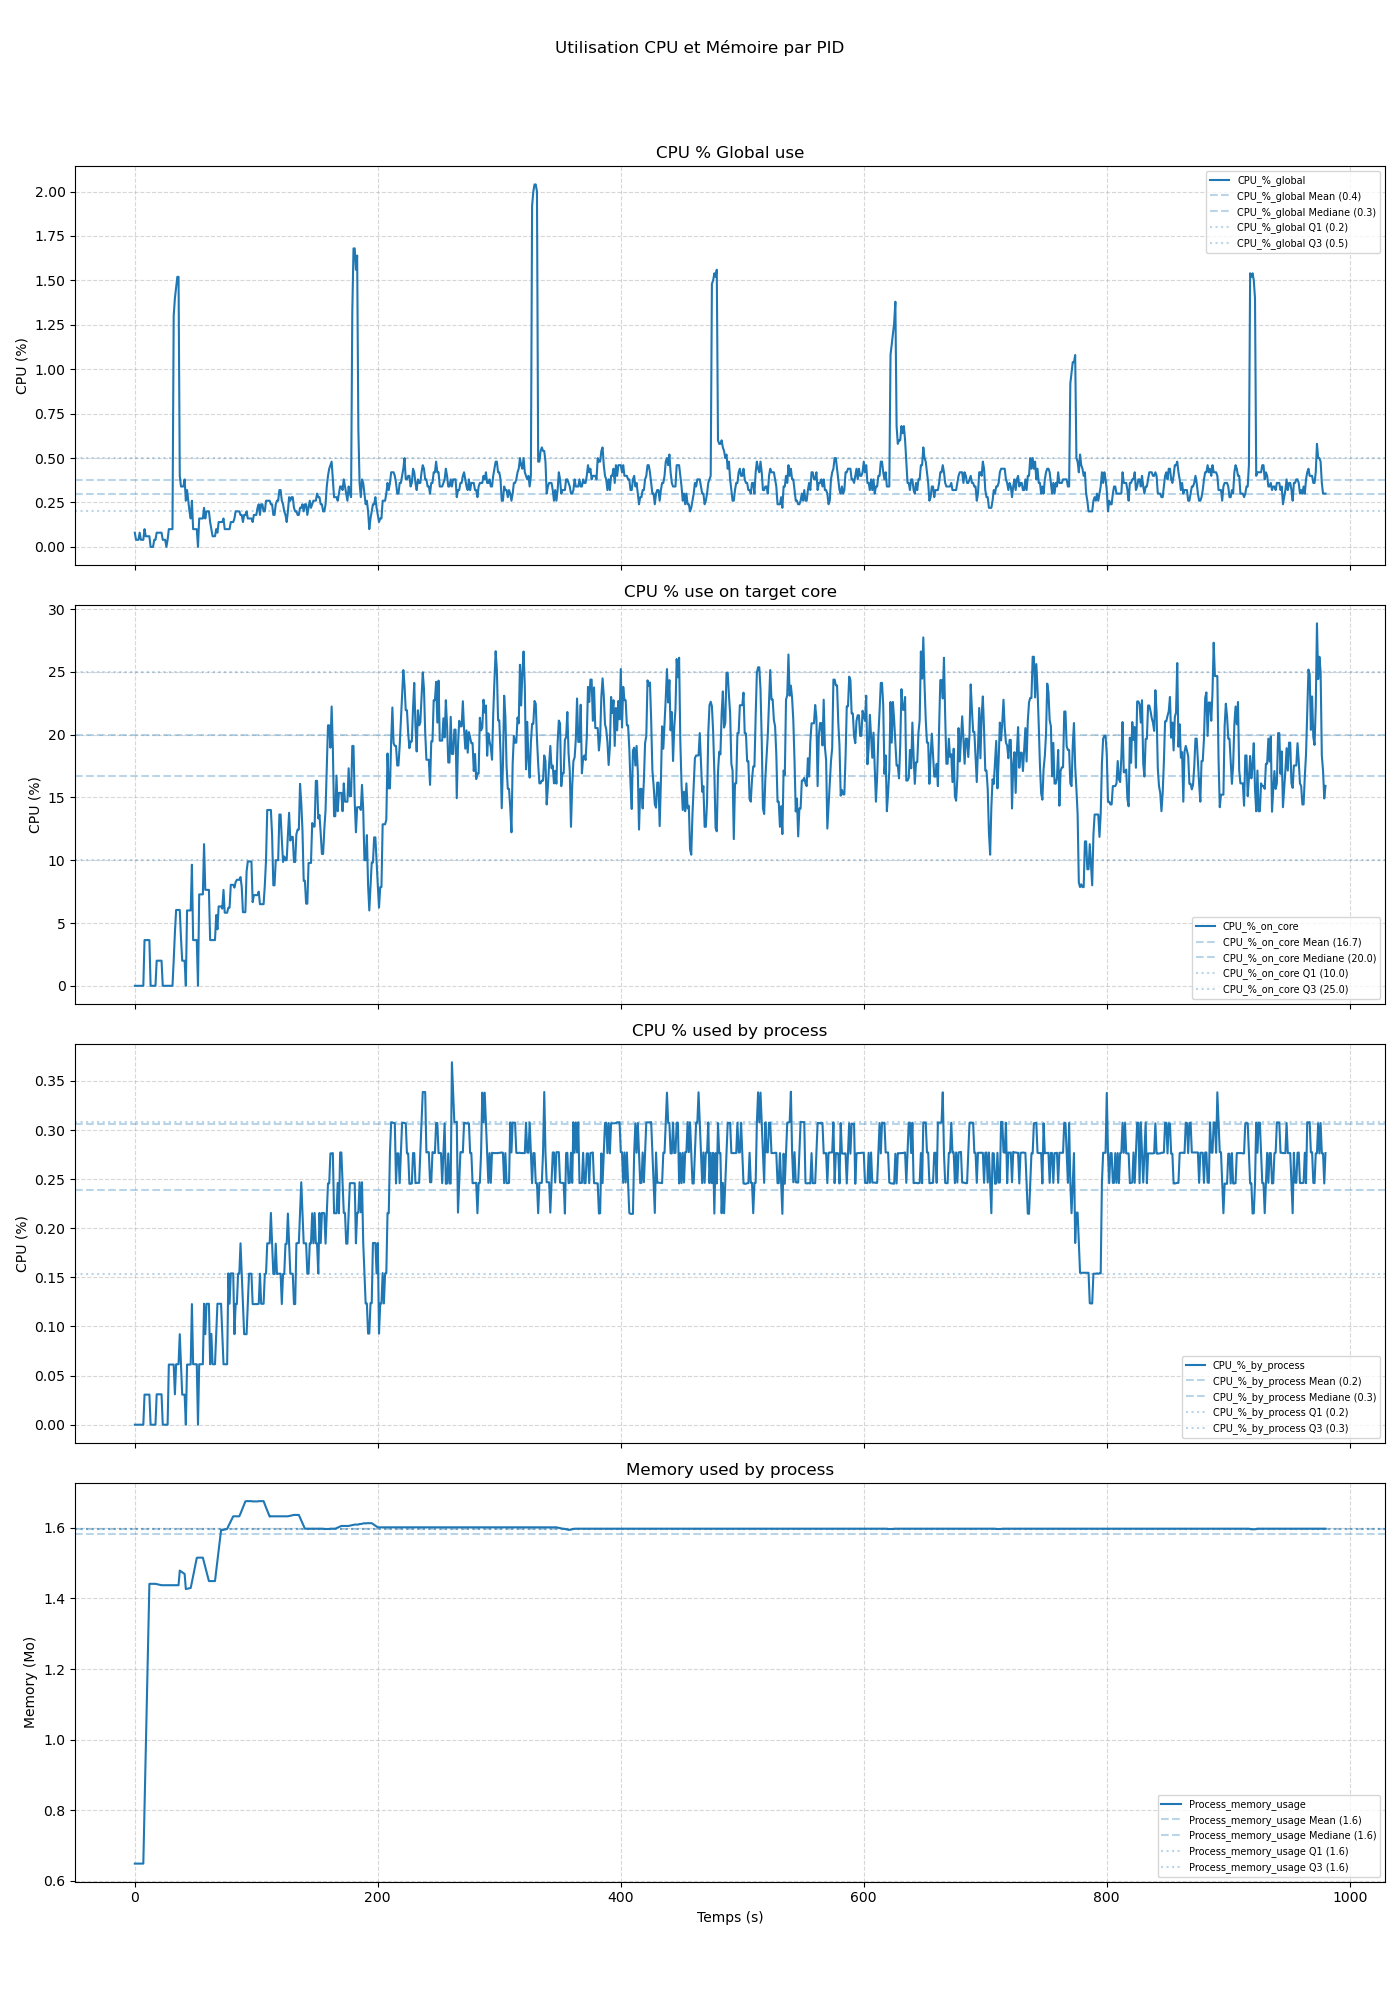 Utilisation CPU et Mémoire par PID
CPU % Global use
CPU (%)
2.00
1.75
1.50
1.25
1.00
0.75
0.50
0.25
0.00
CPU_%_global
CPU_%_global Mean (0.4)
CPU_%_global Mediane (0.3)
CPU_%_global Q1 (0.2)
CPU_%_global Q3 (0.5)
CPU % use on target core
CPU (%)
30
25
20
15
10
5
0
CPU_%_on_core
CPU_%_on_core Mean (16.7)
CPU_%_on_core Mediane (20.0)
CPU_%_on_core Q1 (10.0)
CPU_%_on_core Q3 (25.0)
CPU % used by process
CPU (%)
0.35
0.30
0.25
0.20
0.15
0.10
0.05
0.00
CPU_%_by_process
CPU_%_by_process Mean (0.2)
CPU_%_by_process Mediane (0.3)
CPU_%_by_process Q1 (0.2)
CPU_%_by_process Q3 (0.3)
Memory used by process
Memory (Mo)
1.6
1.4
1.2
1.0
0.8
0.6
Process_memory_usage
Process_memory_usage Mean (1.6)
Process_memory_usage Mediane (1.6)
Process_memory_usage Q1 (1.6)
Process_memory_usage Q3 (1.6)
0 200 400 600 800 1000
Temps (s)